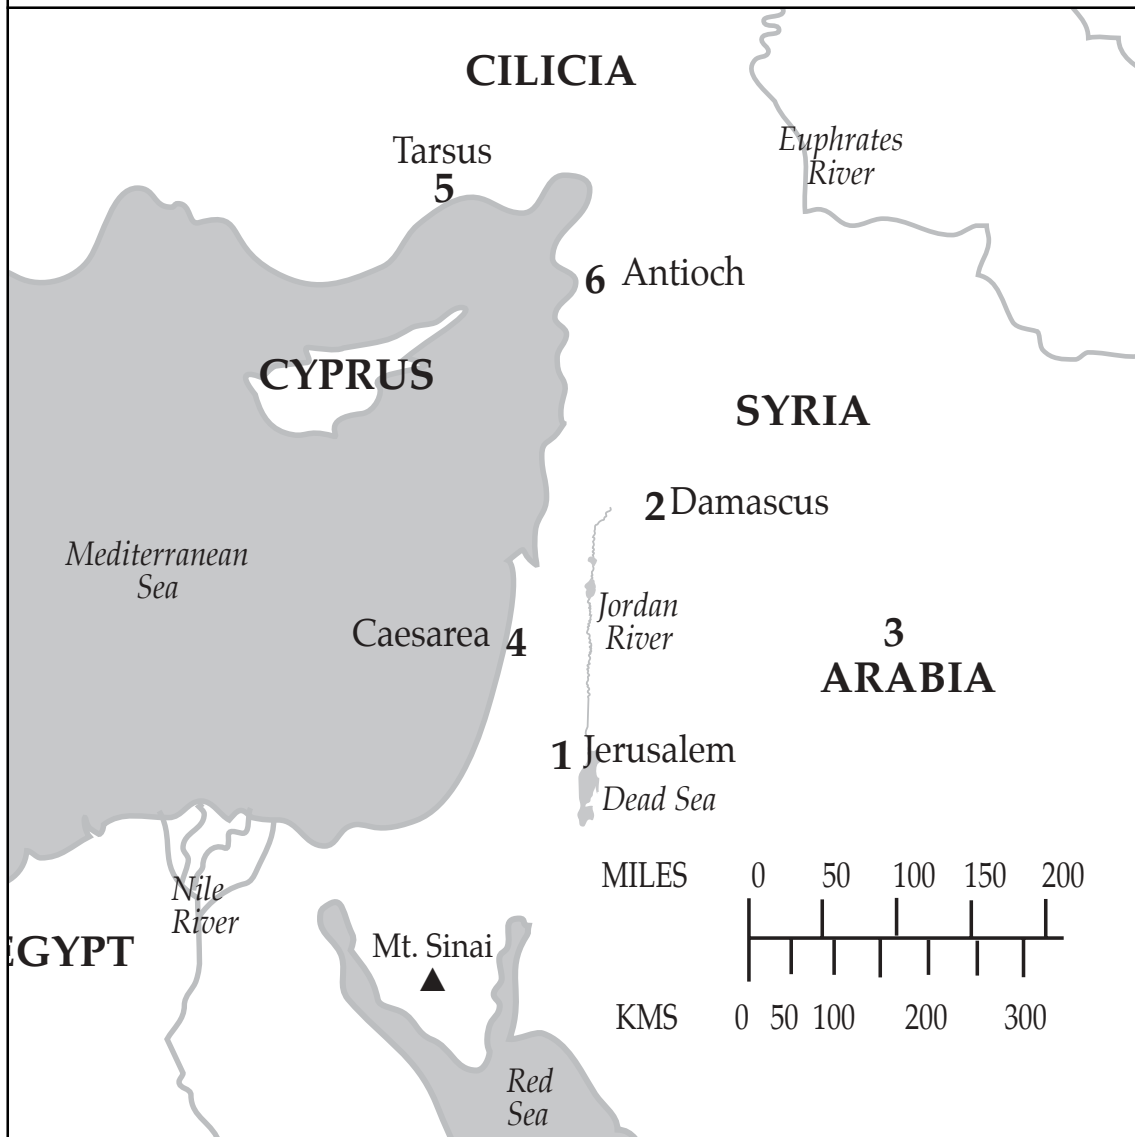 CILICIA
Tarsus
5
Euphrates
River
6 Antioch
CYPRUS
SYRIA
2 Damascus
Mediterranean
Sea
Jordan
River
Caesarea 4
3
ARABIA
1 Jerusalem
Dead Sea
MILES 0 50 100 150 200
Nile
River
EGYPT
Mt. Sinai
KMS 0 50 100 200 300
Red
Sea